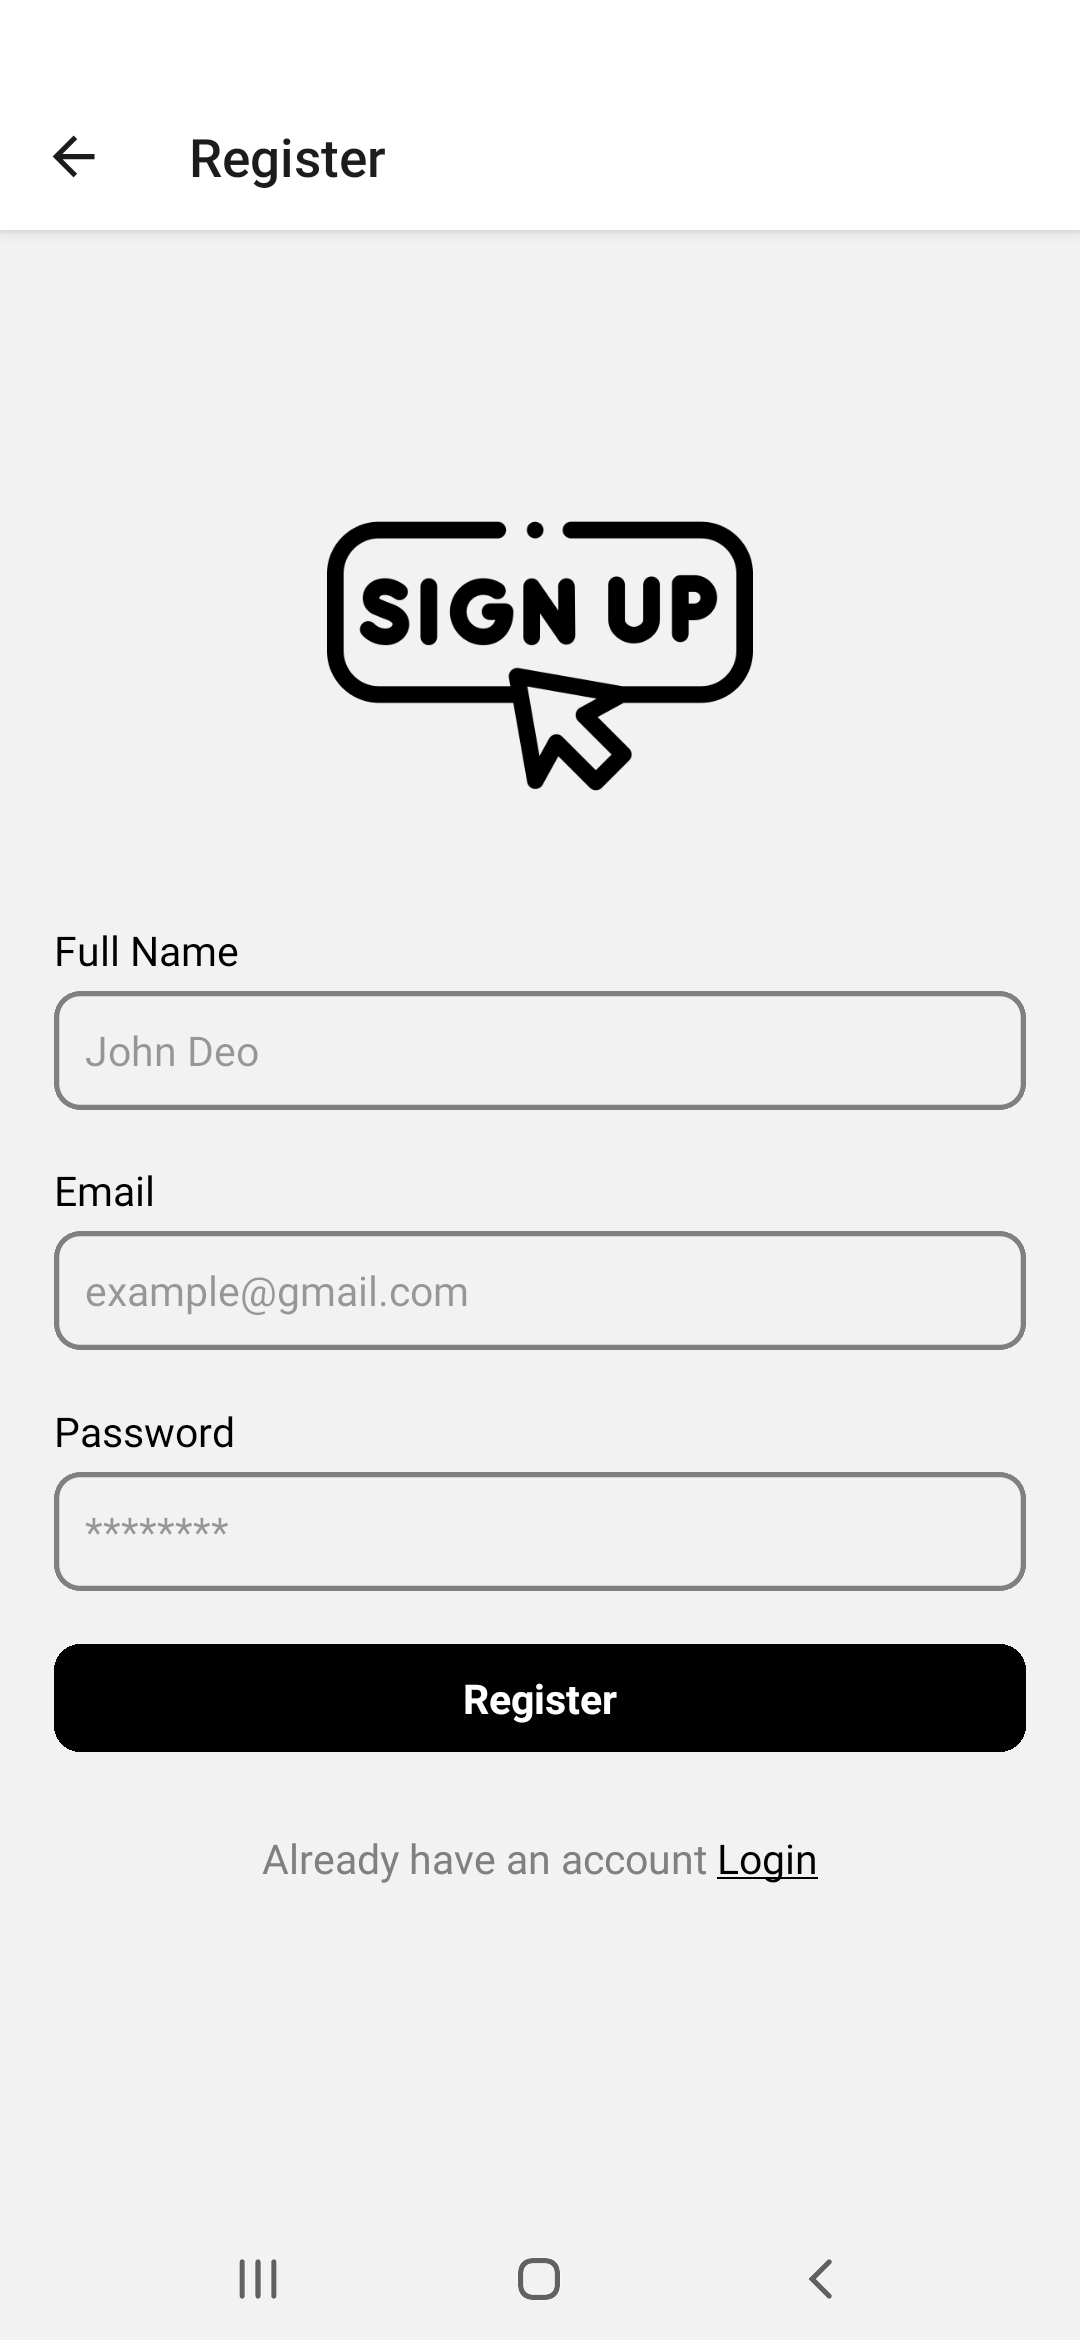 Register
SIGN UP
Full Name
John Deo
Email
example@gmail.com
Password
********
Register
Already have an account Login